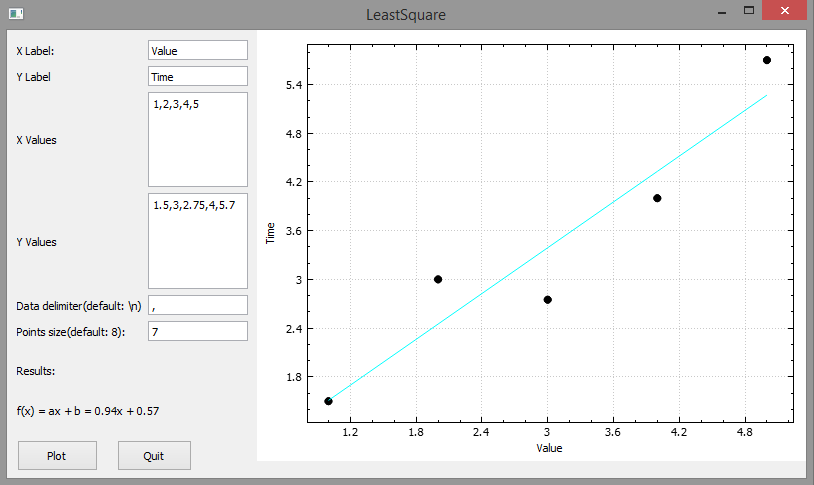 LeastSquare
X Label:
Value
Y Label
Time
X Values
1,2,3,4,5
Y Values
1.5,3,2.75,4,5.7
Data delimiter(default: \n)
,
Points size(default: 8):
7
Results:
f(x) = ax + b = 0.94x + 0.57
Plot
Quit
Time
5.4
4.8
4.2
3.6
3
2.4
1.8
1.2
1.8
2.4
3
3.6
4.2
4.8
Value